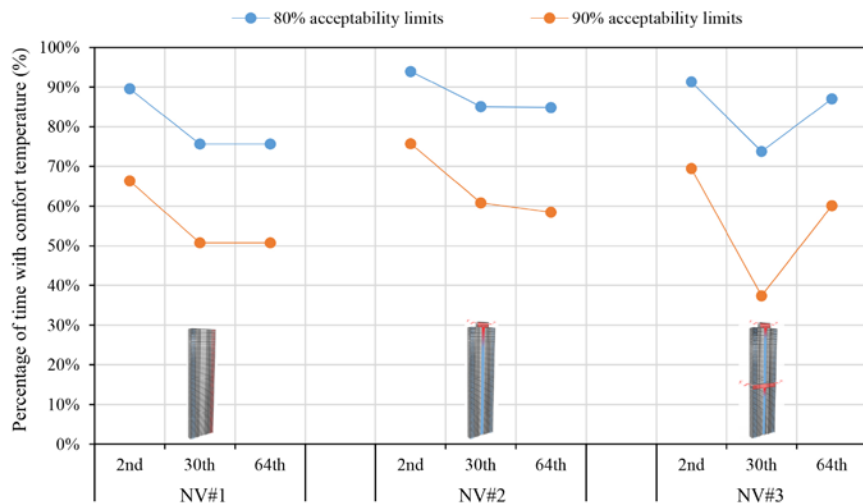 80% acceptability limits 90% acceptability limits
Percentage of time with comfort temperature (%)
100%
90%
80%
70%
60%
50%
40%
30%
20%
10%
0%
2nd 30th 64th 2nd 30th 64th 2nd 30th 64th
NV#1 NV#2 NV#3